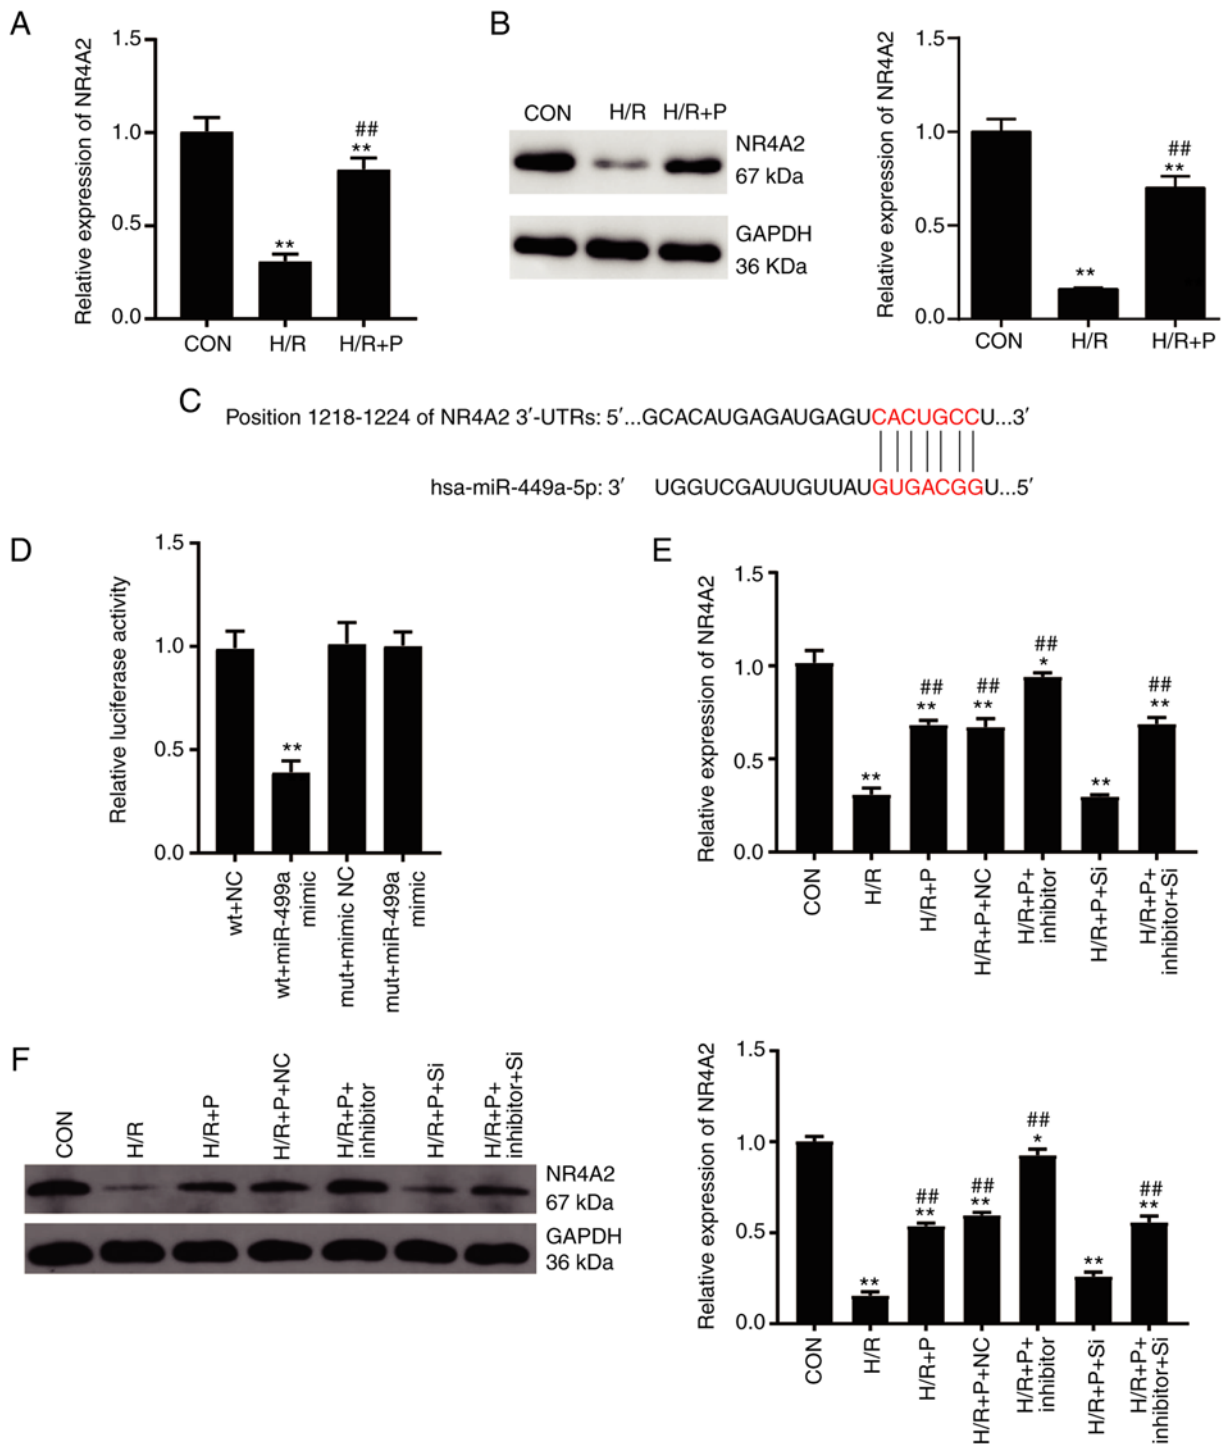 A
Relative expression of NR4A2
1.5
1.0
0.5
0.0
**
##
**
CON
H/R
H/R+P
B
CON
H/R
H/R+P
NR4A2
67 kDa
GAPDH
36 KDa
Relative expression of NR4A2
1.5
1.0
0.5
0.0
**
##
**
CON
H/R
H/R+P
C
Position 1218-1224 of NR4A2 3′-UTRs: 5′...GCACAUGAGAUGAGUCACUGCCU...3′
hsa-miR-449a-5p: 3′ UGGUCGAUUGUUAUGUGACGGU...5′
D
Relative luciferase activity
1.5
1.0
0.5
0.0
**
wt+NC
wt+miR-499a
mimic
mut+mimic NC
mut+miR-499a
mimic
E
Relative expression of NR4A2
1.5
1.0
0.5
0.0
**
##
**
##
**
##
*
**
##
**
CON
H/R
H/R+P
H/R+P+NC
H/R+P+
inhibitor
H/R+P+Si
H/R+P+
inhibitor+Si
F
CON
H/R
H/R+P
H/R+P+NC
H/R+P+
inhibitor
H/R+P+Si
H/R+P+
inhibitor+Si
NR4A2
67 kDa
GAPDH
36 kDa
Relative expression of NR4A2
1.5
1.0
0.5
0.0
**
##
**
##
**
##
*
**
##
**
CON
H/R
H/R+P
H/R+P+NC
H/R+P+
inhibitor
H/R+P+Si
H/R+P+
inhibitor+Si